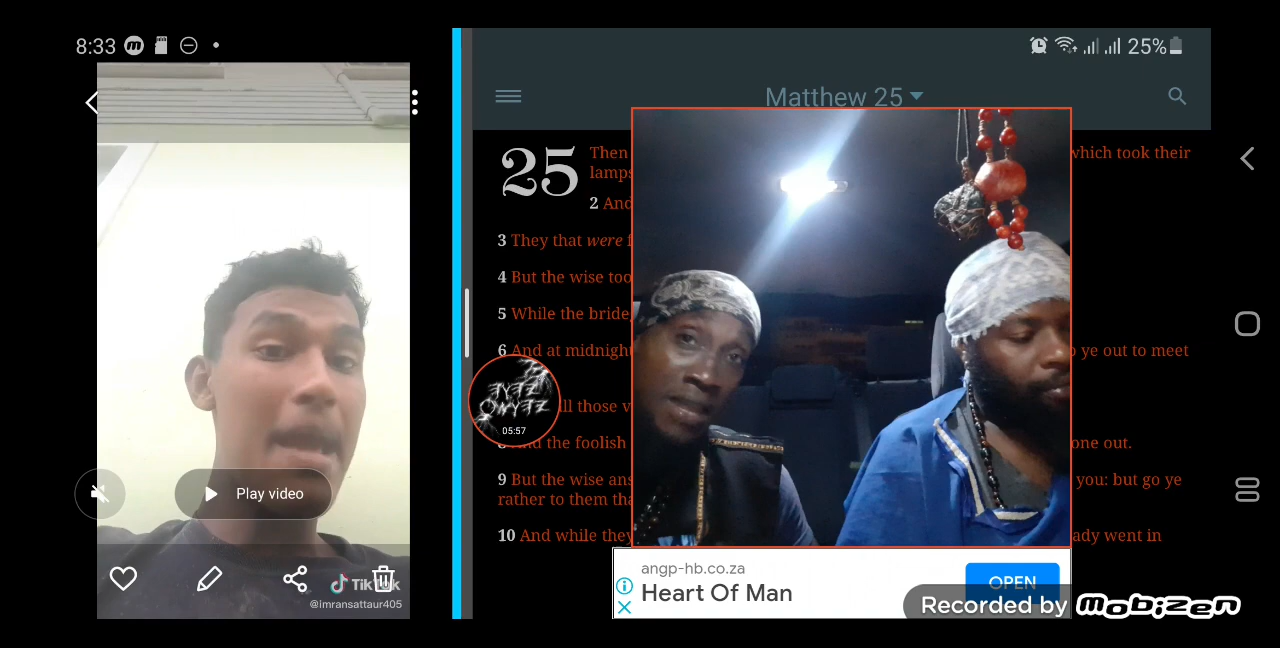 8:33
25%
Matthew 25
25 Then which took their
lamps
2 And
3 They that were f
4 But the wise too
5 While the bride
6 And at midnight o ye out to meet
ll those v
05:57
8 And the foolish one out.
9 But the wise ans you: but go ye
rather to them tha
10 And while they ady went in
Play video
TikTok
@imransattaur405
angp-hb.co.za
Heart Of Man
OPEN
Recorded by mobizen